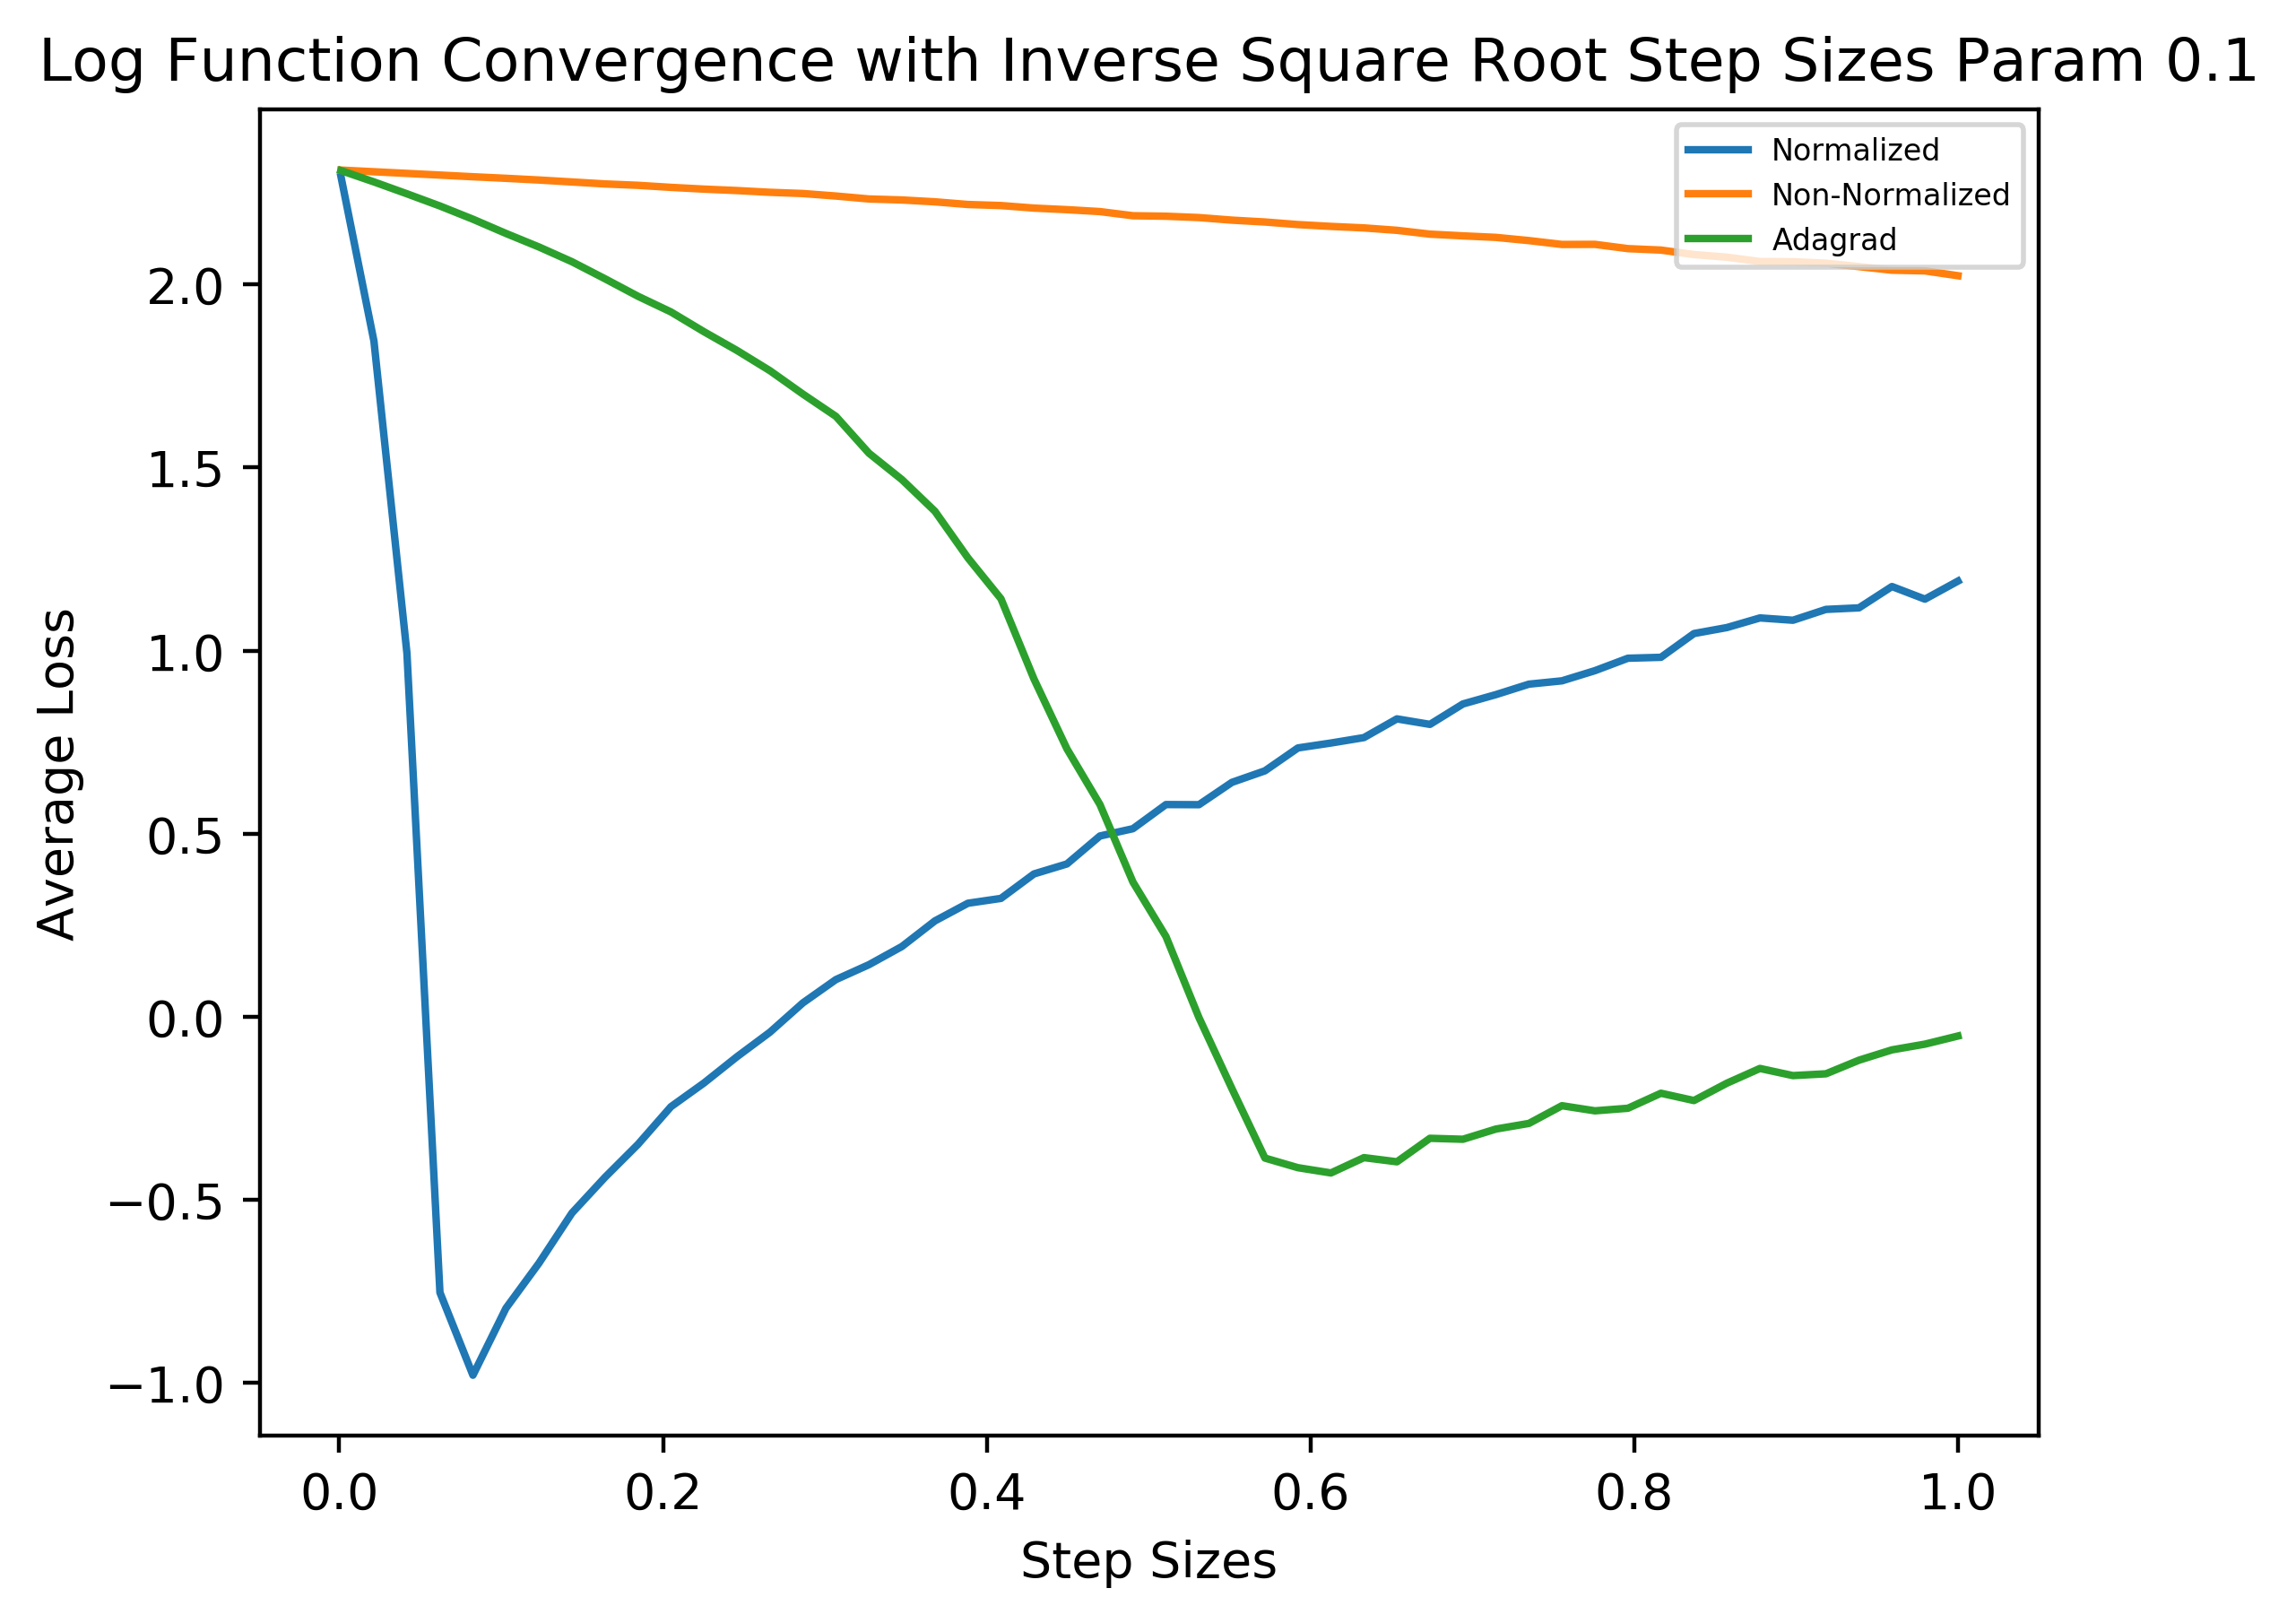 Log Function Convergence with Inverse Square Root Step Sizes Param 0.1
Normalized
Non-Normalized
Adagrad
2.0
1.5
1.0
0.5
0.0
−0.5
−1.0
Average Loss
0.0 0.2 0.4 0.6 0.8 1.0
Step Sizes